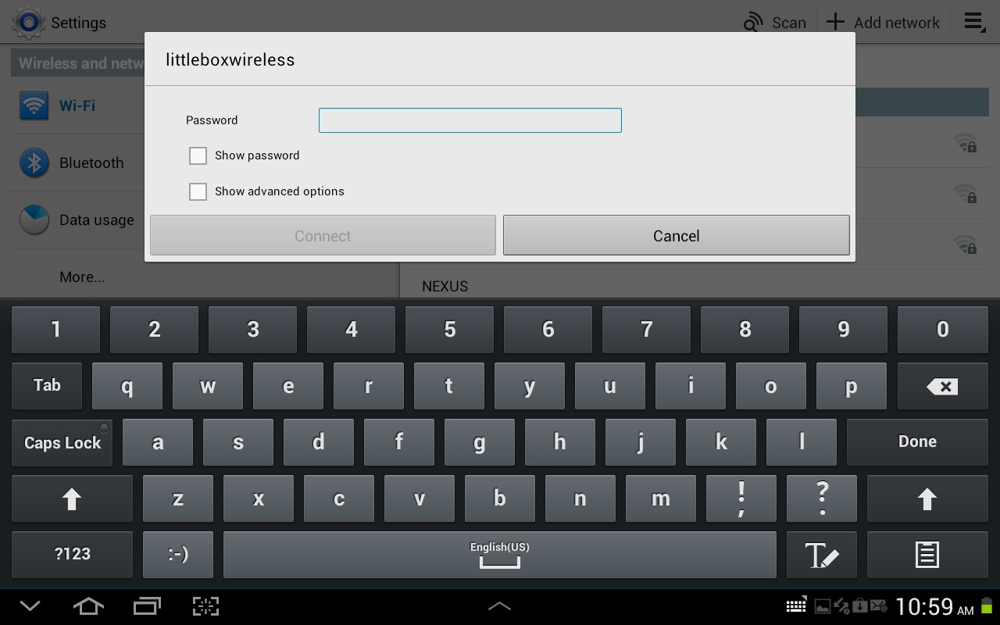 Settings
Scan
Add network
littleboxwireless
Wireless and netw
Wi-Fi
Password
Show password
Bluetooth
Show advanced options
Data usage
Connect
Cancel
More...
NEXUS
1 2 3 4 5 6 7 8 9 0
Tab q w e r t y u i o p
Caps Lock a s d f g h j k l Done
z x c v b n m ! , ? .
?123 :-) English(US) T
10:59 AM